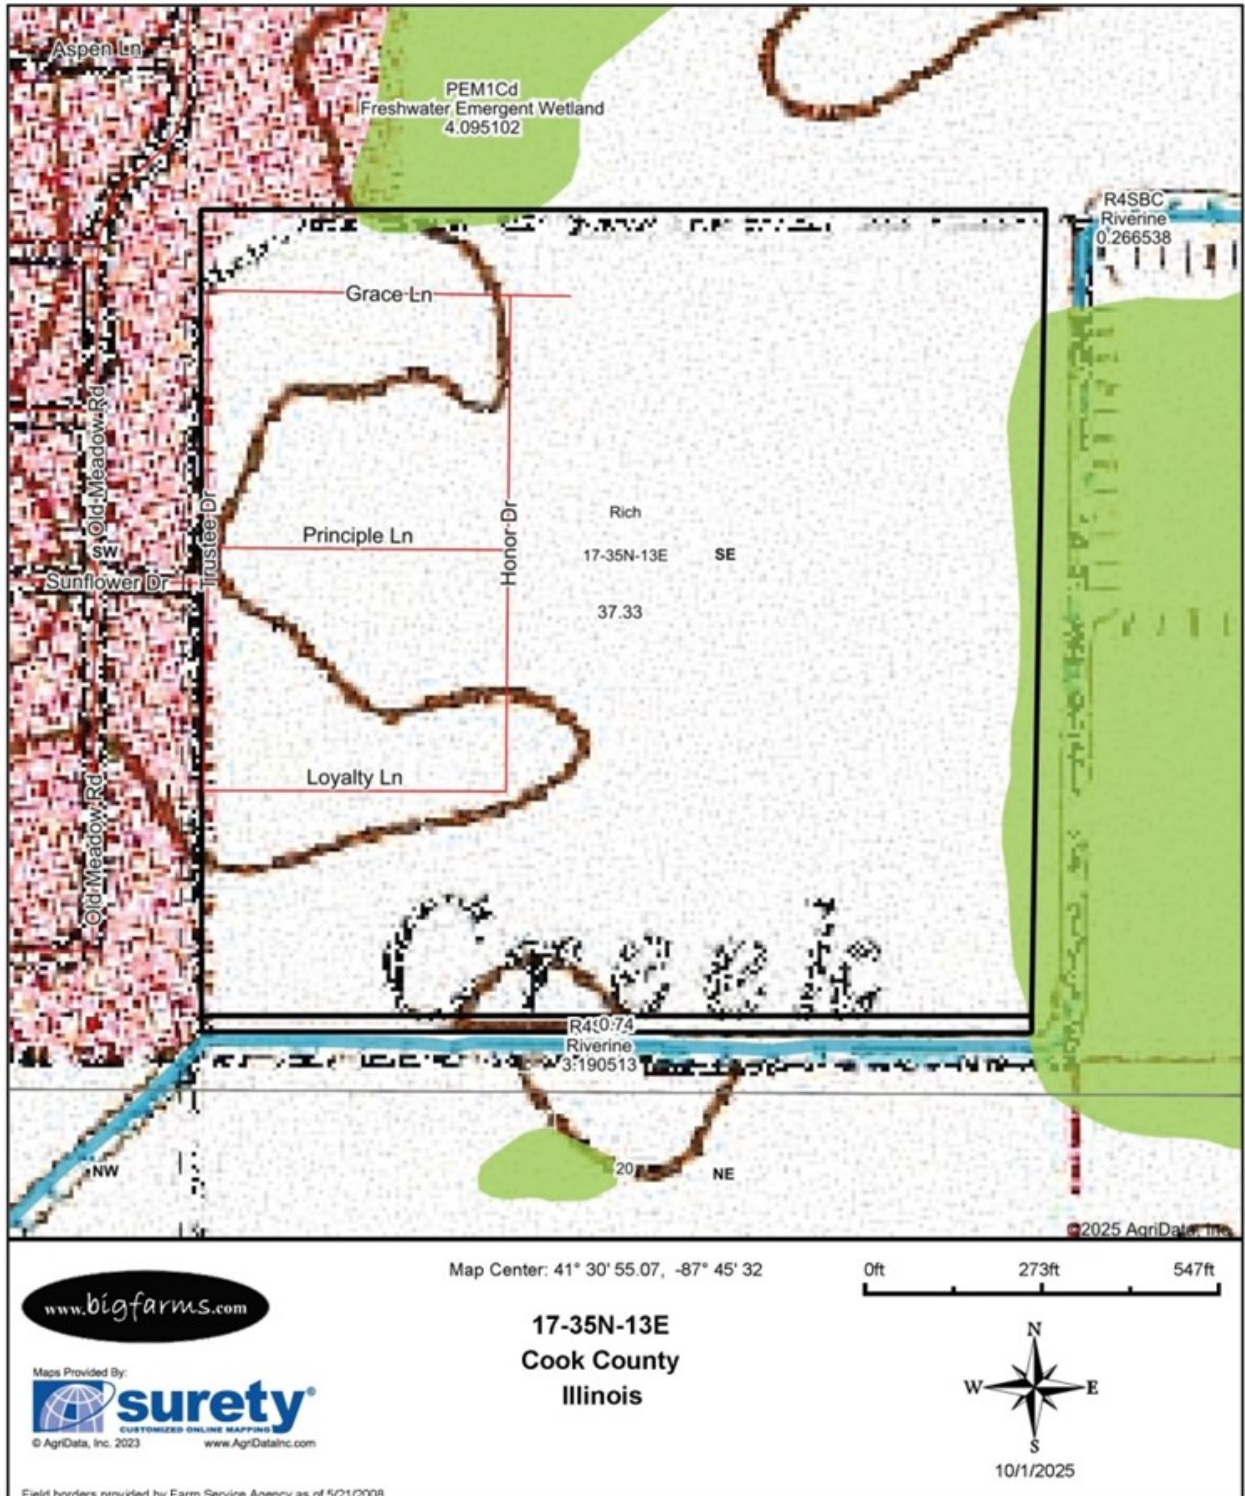 Aspen Ln
PEM1Cd
Freshwater Emergent Wetland
4.095102
R4SBC
Riverine
0.266538
Grace Ln
Old Meadow Rd
Trustee Dr
Honor Dr
Rich
Principle Ln
17-35N-13E
SE
SW
Sunflower Dr
37.33
Loyalty Ln
Old Meadow Rd
Creek
0.74
Riverine
3.190513
NW
20
NE
©2025 AgriData, Inc.
Map Center: 41° 30' 55.07, -87° 45' 32
0ft 273ft 547ft
www.bigfarms.com
17-35N-13E
Cook County
Illinois
N
W E
S
Maps Provided By:
surety®
CUSTOMIZED ONLINE MAPPING
© AgriData, Inc. 2023 www.AgriDataInc.com
10/1/2025
Field borders provided by Farm Service Agency as of 5/21/2008.